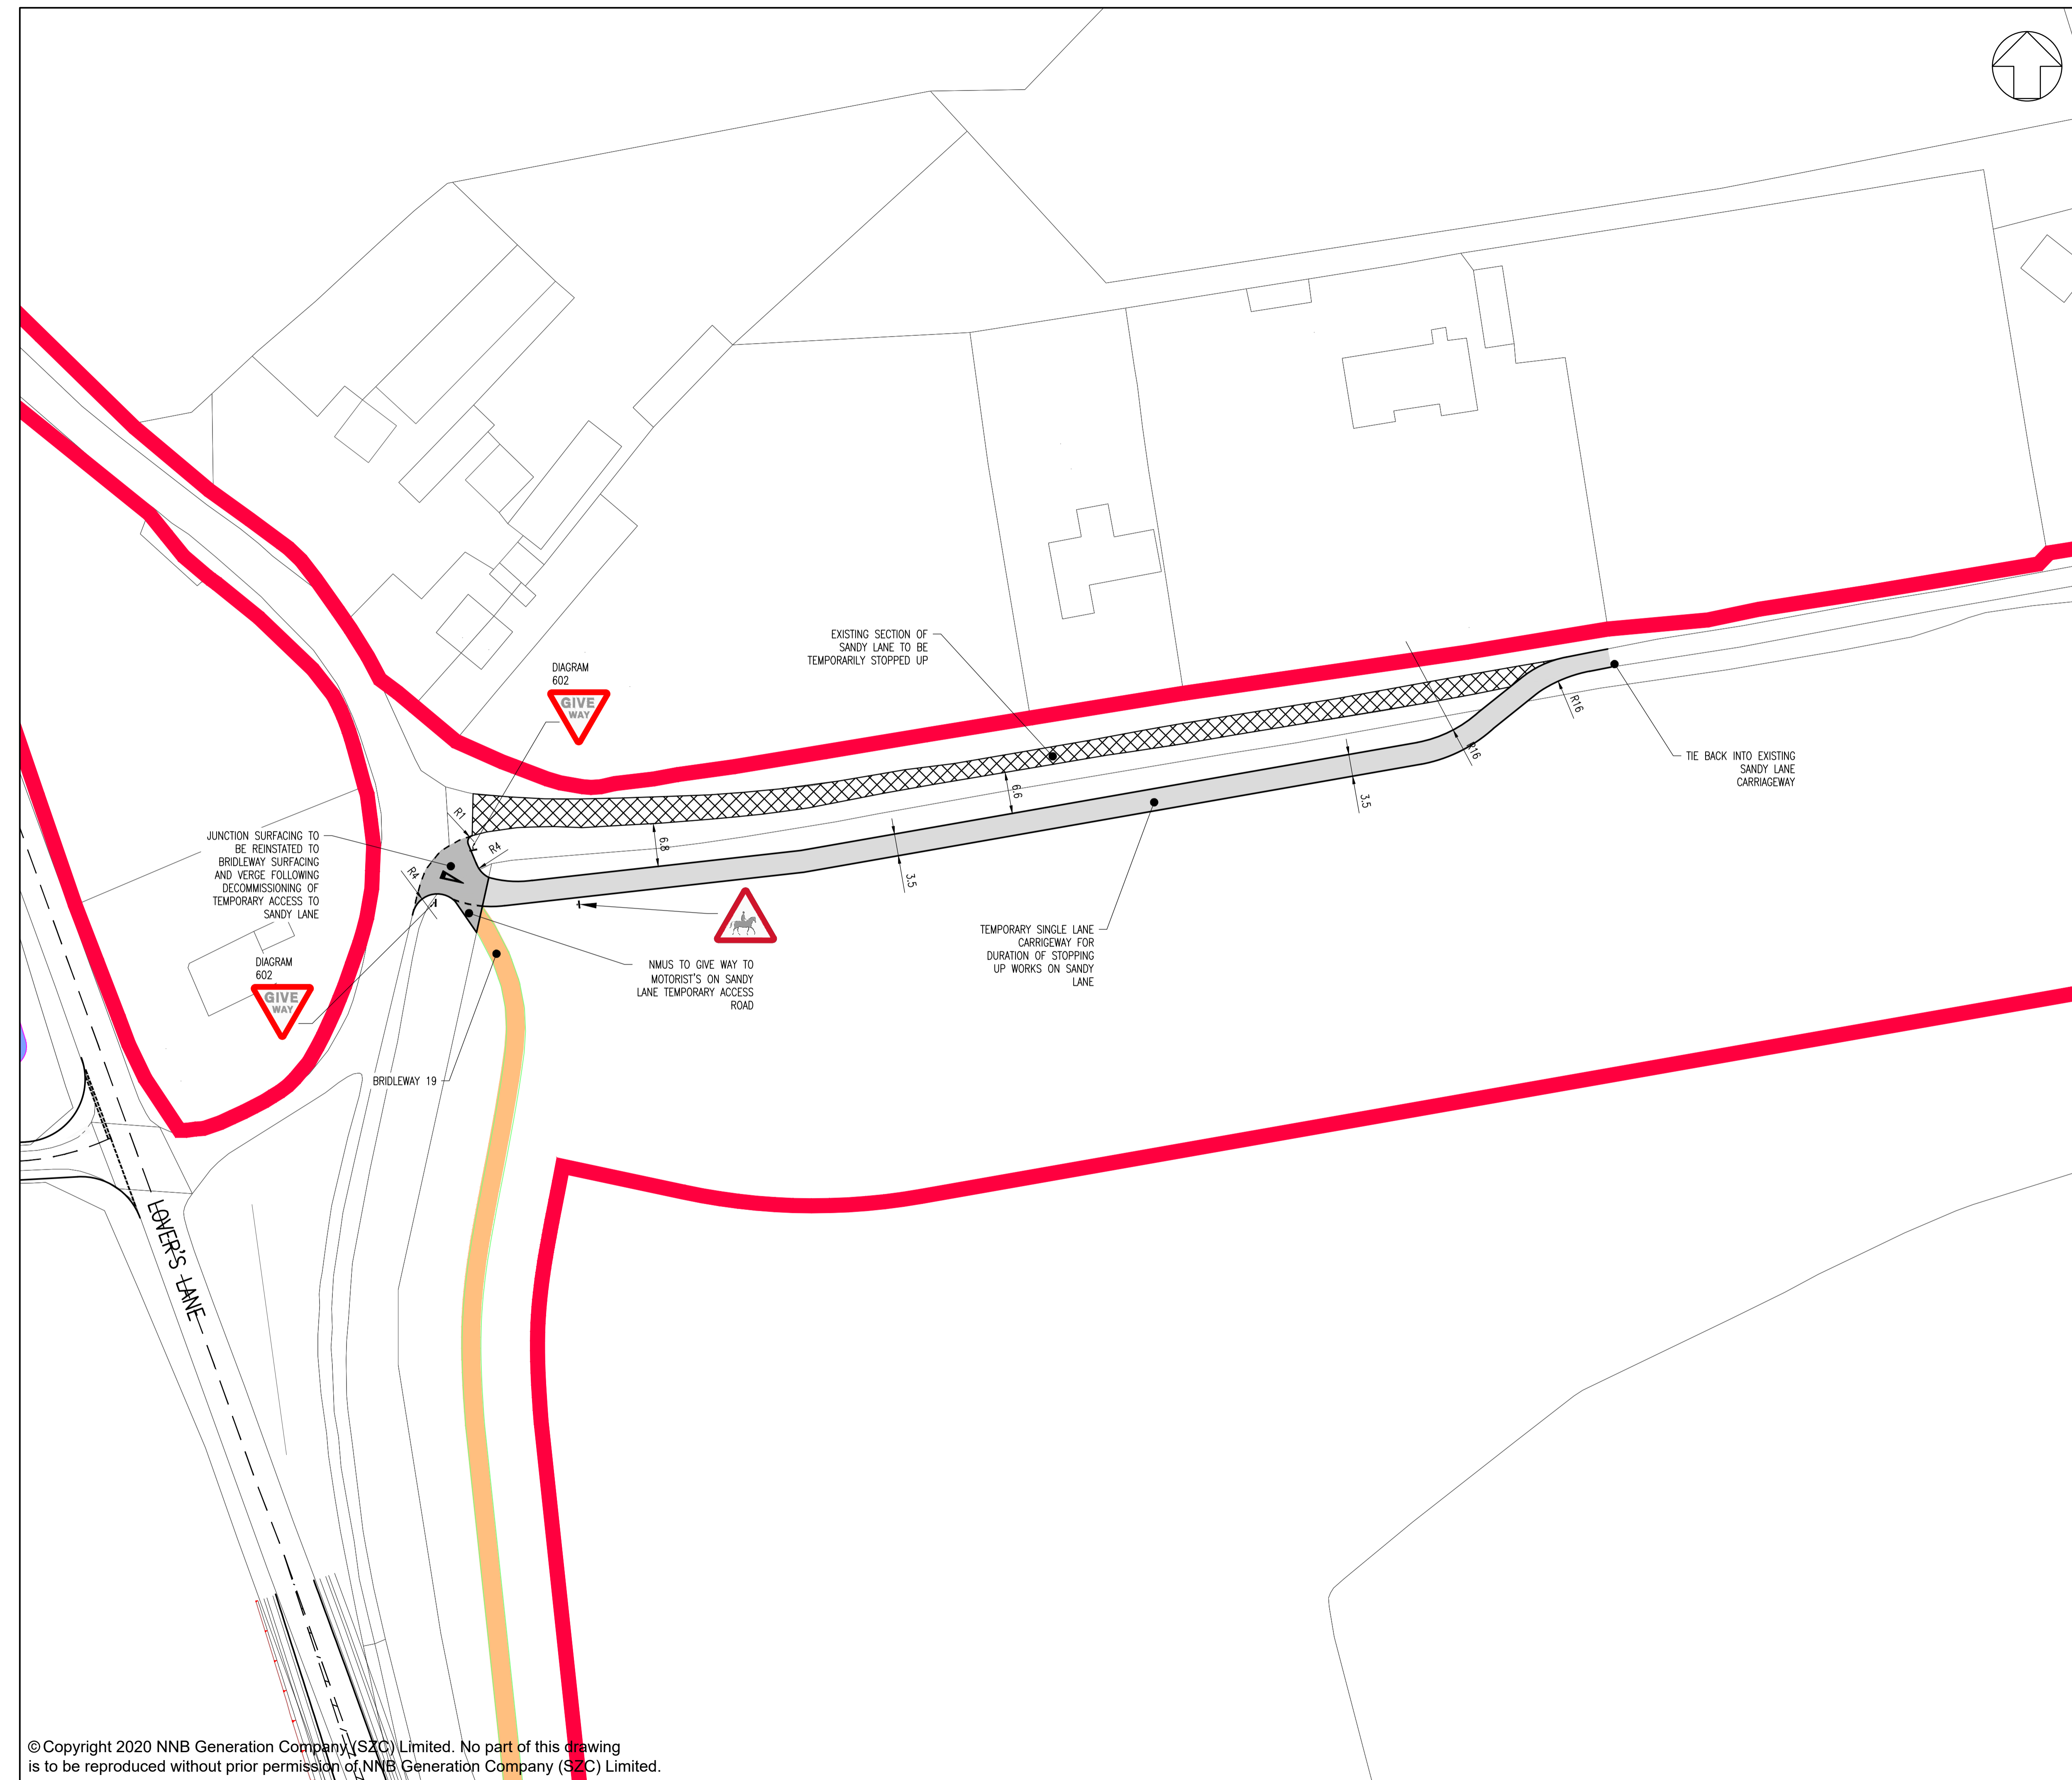 EXISTING SECTION OF
SANDY LANE TO BE
TEMPORARILY STOPPED UP
DIAGRAM
602
GIVE
WAY
R16
R16
TIE BACK INTO EXISTING
SANDY LANE
CARRIAGEWAY
6.6
3.5
R1
6.8
R4
R4
3.5
JUNCTION SURFACING TO
BE REINSTATED TO
BRIDLEWAY SURFACING
AND VERGE FOLLOWING
DECOMMISSIONING OF
TEMPORARY ACCESS TO
SANDY LANE
TEMPORARY SINGLE LANE
CARRIGEWAY FOR
DURATION OF STOPPING
UP WORKS ON SANDY
LANE
DIAGRAM
602
GIVE
WAY
NMUS TO GIVE WAY TO
MOTORIST'S ON SANDY
LANE TEMPORARY ACCESS
ROAD
BRIDLEWAY 19
LOVER'S LANE
© Copyright 2020 NNB Generation Company (SZC) Limited. No part of this drawing
is to be reproduced without prior permission of NNB Generation Company (SZC) Limited.